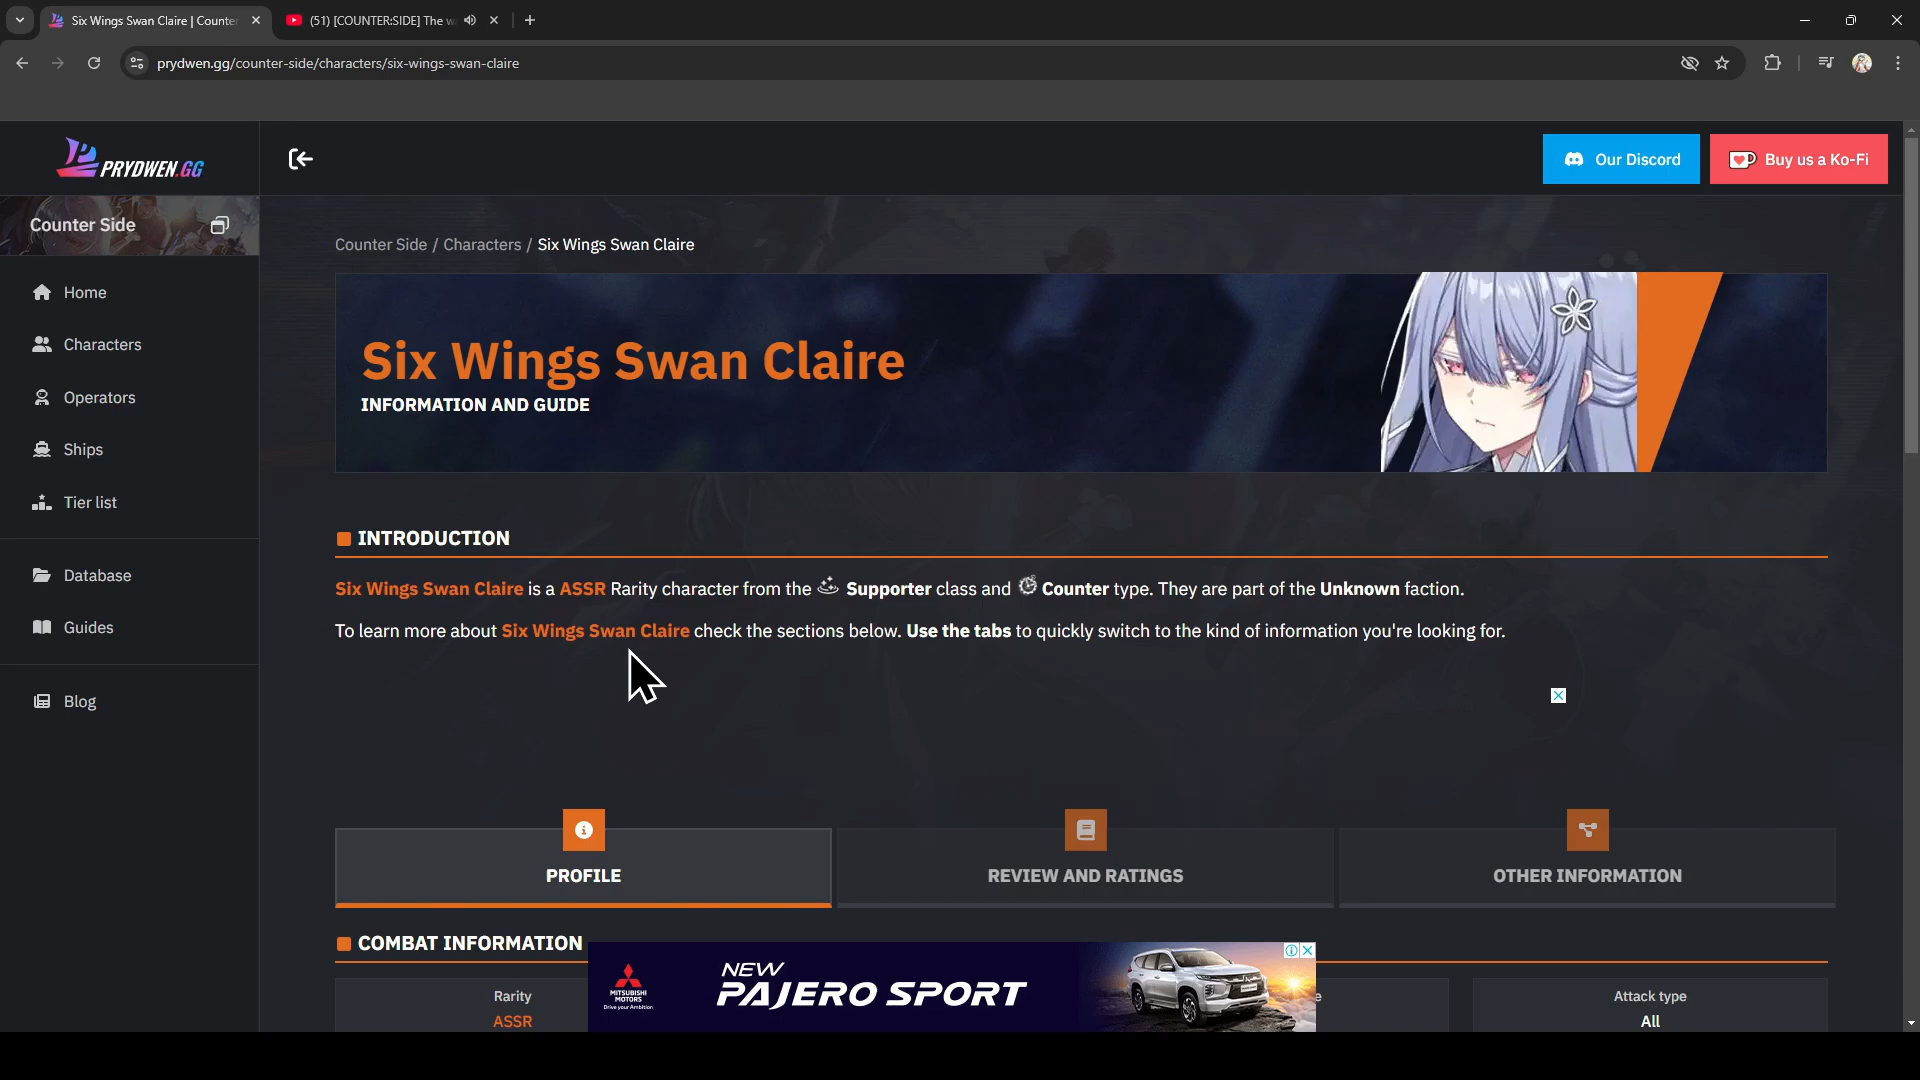 Six Wings Swan Claire | Counter
(51) [COUNTER:SIDE] The w
prydwen.gg/counter-side/characters/six-wings-swan-claire
PRYDWEN.GG
Our Discord
Buy us a Ko-Fi
Counter Side
Home
Characters
Operators
Ships
Tier list
Database
Guides
Blog
Counter Side / Characters / Six Wings Swan Claire
Six Wings Swan Claire
INFORMATION AND GUIDE
INTRODUCTION
Six Wings Swan Claire is a ASSR Rarity character from the Supporter class and Counter type. They are part of the Unknown faction.
To learn more about Six Wings Swan Claire check the sections below. Use the tabs to quickly switch to the kind of information you're looking for.
PROFILE
REVIEW AND RATINGS
OTHER INFORMATION
COMBAT INFORMATION
Rarity
ASSR
MITSUBISHI
MOTORS
Drive your Ambition
NEW
PAJERO SPORT
e
Attack type
All